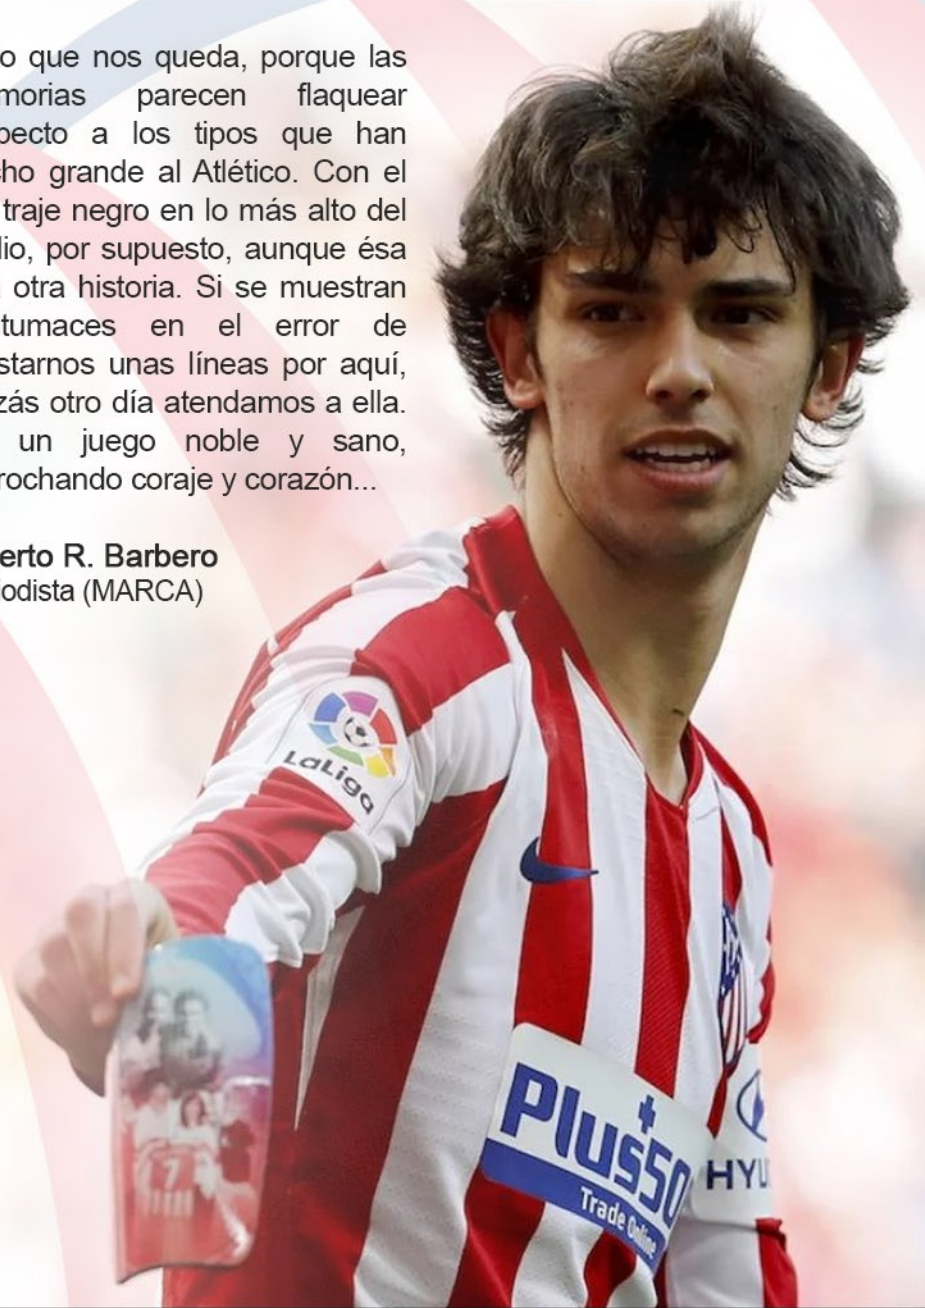 o que nos queda, porque las
morias parecen flaquear
pecto a los tipos que han
ho grande al Atlético. Con el
traje negro en lo más alto del
lio, por supuesto, aunque ésa
otra historia. Si se muestran
tumaces en el error de
starnos unas líneas por aquí,
zás otro día atendamos a ella.
un juego noble y sano,
rochando coraje y corazón...
erto R. Barbero
iodista (MARCA)
LaLiga
7
Plus500
Trade Online
HYU